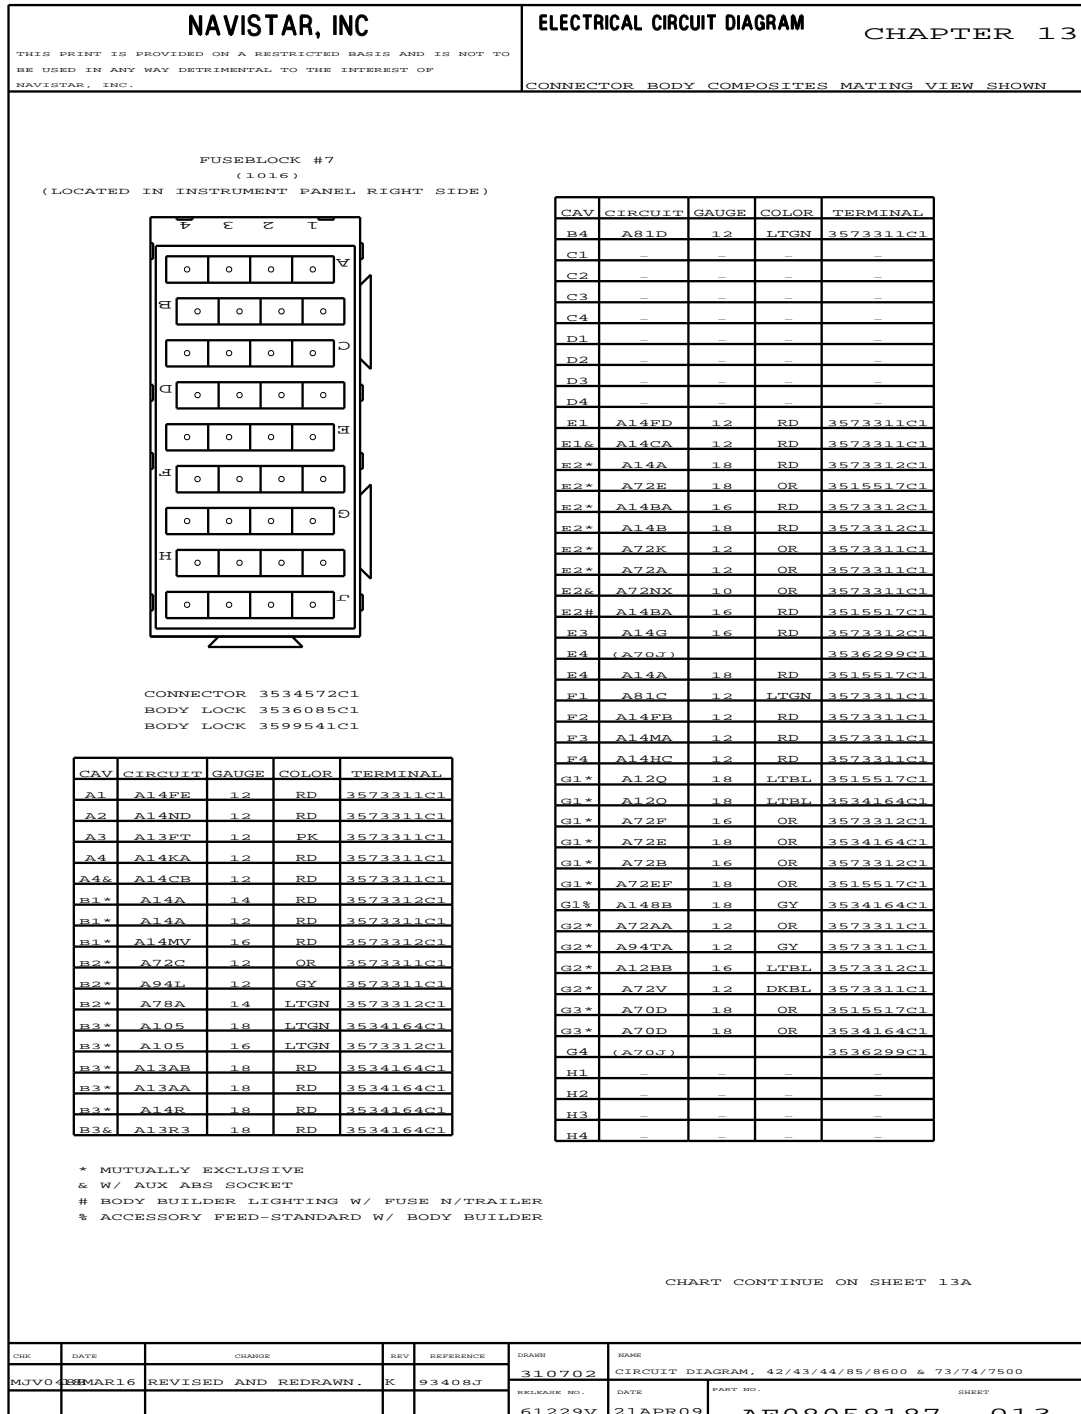 NAVISTAR, INC
THIS PRINT IS PROVIDED ON A RESTRICTED BASIS AND IS NOT TO
BE USED IN ANY WAY DETRIMENTAL TO THE INTEREST OF
NAVISTAR, INC.
ELECTRICAL CIRCUIT DIAGRAM
CHAPTER 13
CONNECTOR BODY COMPOSITES MATING VIEW SHOWN
FUSEBLOCK #7
(1016)
(LOCATED IN INSTRUMENT PANEL RIGHT SIDE)
4 3 2 1
A
B
C
D
E
F
G
H
J
CONNECTOR 3534572C1
BODY LOCK 3536085C1
BODY LOCK 3599541C1
CAV CIRCUIT GAUGE COLOR TERMINAL
A1 A14FE 12 RD 3573311C1
A2 A14ND 12 RD 3573311C1
A3 A13FT 12 PK 3573311C1
A4 A14KA 12 RD 3573311C1
A4& A14CB 12 RD 3573311C1
B1* A14A 14 RD 3573312C1
B1* A14A 12 RD 3573311C1
B1* A14MV 16 RD 3573312C1
B2* A72C 12 OR 3573311C1
B2* A94L 12 GY 3573311C1
B2* A78A 14 LTGN 3573312C1
B3* A105 18 LTGN 3534164C1
B3* A105 16 LTGN 3573312C1
B3* A13AB 18 RD 3534164C1
B3* A13AA 18 RD 3534164C1
B3* A14R 18 RD 3534164C1
B3& A13R3 18 RD 3534164C1
* MUTUALLY EXCLUSIVE
& W/ AUX ABS SOCKET
# BODY BUILDER LIGHTING W/ FUSE N/TRAILER
% ACCESSORY FEED-STANDARD W/ BODY BUILDER
CAV CIRCUIT GAUGE COLOR TERMINAL
B4 A81D 12 LTGN 3573311C1
C1 – – – –
C2 – – – –
C3 – – – –
C4 – – – –
D1 – – – –
D2 – – – –
D3 – – – –
D4 – – – –
E1 A14FD 12 RD 3573311C1
E1& A14CA 12 RD 3573311C1
E2* A14A 18 RD 3573312C1
E2* A72E 18 OR 3515517C1
E2* A14BA 16 RD 3573312C1
E2* A14B 18 RD 3573312C1
E2* A72K 12 OR 3573311C1
E2* A72A 12 OR 3573311C1
E2& A72NX 10 OR 3573311C1
E2# A14BA 16 RD 3515517C1
E3 A14G 16 RD 3573312C1
E4 (A70J) 3536299C1
E4 A14A 18 RD 3515517C1
F1 A81C 12 LTGN 3573311C1
F2 A14FB 12 RD 3573311C1
F3 A14MA 12 RD 3573311C1
F4 A14HC 12 RD 3573311C1
G1* A12Q 18 LTBL 3515517C1
G1* A12Q 18 LTBL 3534164C1
G1* A72F 16 OR 3573312C1
G1* A72E 18 OR 3534164C1
G1* A72B 16 OR 3573312C1
G1* A72EF 18 OR 3515517C1
G1% A148B 18 GY 3534164C1
G2* A72AA 12 OR 3573311C1
G2* A94TA 12 GY 3573311C1
G2* A12BB 16 LTBL 3573312C1
G2* A72V 12 DKBL 3573311C1
G3* A70D 18 OR 3515517C1
G3* A70D 18 OR 3534164C1
G4 (A70J) 3536299C1
H1 – – – –
H2 – – – –
H3 – – – –
H4 – – – –
CHART CONTINUE ON SHEET 13A
CHK DATE CHANGE REV REFERENCE
REVISED AND REDRAWN. K 93408J
DRAWN
310702
NAME
CIRCUIT DIAGRAM, 42/43/44/85/8600 & 73/74/7500
RELEASE NO.
61229V
DATE
21APR09
PART NO.
AE08058187
SHEET
013